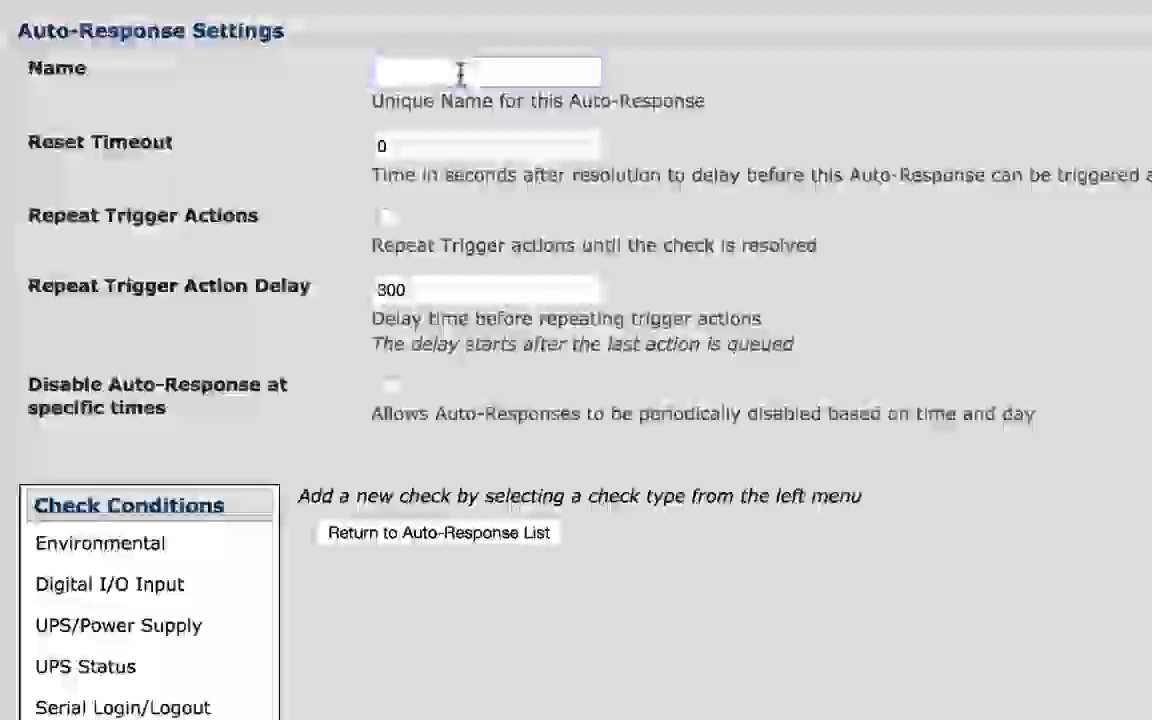 Auto-Response Settings
Name
Unique Name for this Auto-Response
Reset Timeout
0
Time in seconds after resolution to delay before this Auto-Response can be triggered a
Repeat Trigger Actions
Repeat Trigger actions until the check is resolved
Repeat Trigger Action Delay
300
Delay time before repeating trigger actions
The delay starts after the last action is queued
Disable Auto-Response at
specific times
Allows Auto-Responses to be periodically disabled based on time and day
Check Conditions
Environmental
Digital I/O Input
UPS/Power Supply
UPS Status
Serial Login/Logout
Add a new check by selecting a check type from the left menu
Return to Auto-Response List